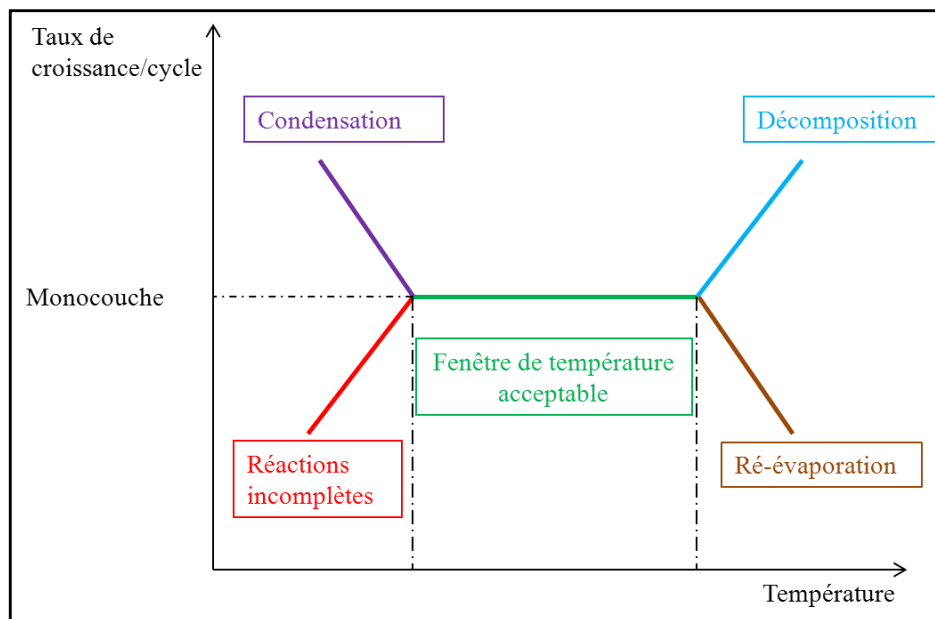 Taux de
croissance/cycle
Condensation
Décomposition
Monocouche
Fenêtre de température
acceptable
Réactions
incomplètes
Ré-évaporation
Température